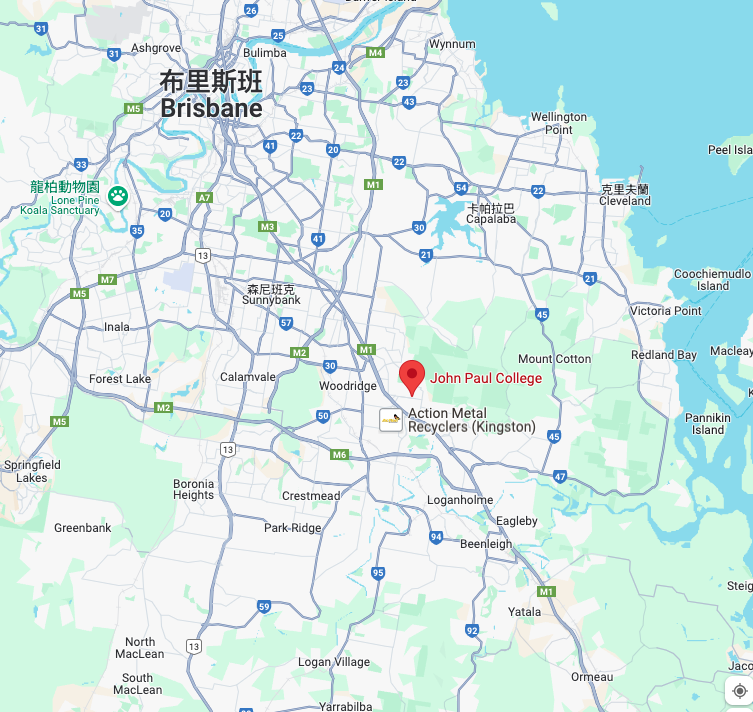 26
31
25
31
Ashgrove
Bulimba
M4
Wynnum
24
布里斯班
Brisbane
23
23
43
M5
Wellington
Point
22
41
20
22
33
M1
54
22
龍柏動物園
Lone Pine
Koala Sanctuary
A7
20
35
M3
41
30
卡帕拉巴
Capalaba
克里夫蘭
Cleveland
13
21
21
M7
M5
森尼班克
Sunnybank
Coochiemudlo
Island
Victoria Point
45
57
Inala
M2
M1
30
Mount Cotton
Redland Bay
Forest Lake
Calamvale
Woodridge
John Paul College
M2
50
Action Metal
Recyclers (Kingston)
Pannikin
Island
M5
13
M6
45
47
Springfield
Lakes
Boronia
Heights
Crestmead
Loganholme
Greenbank
Park Ridge
Eagleby
94
Beenleigh
95
M1
59
Yatala
92
13
North
MacLean
Logan Village
South
MacLean
Ormeau
Yarrabilba